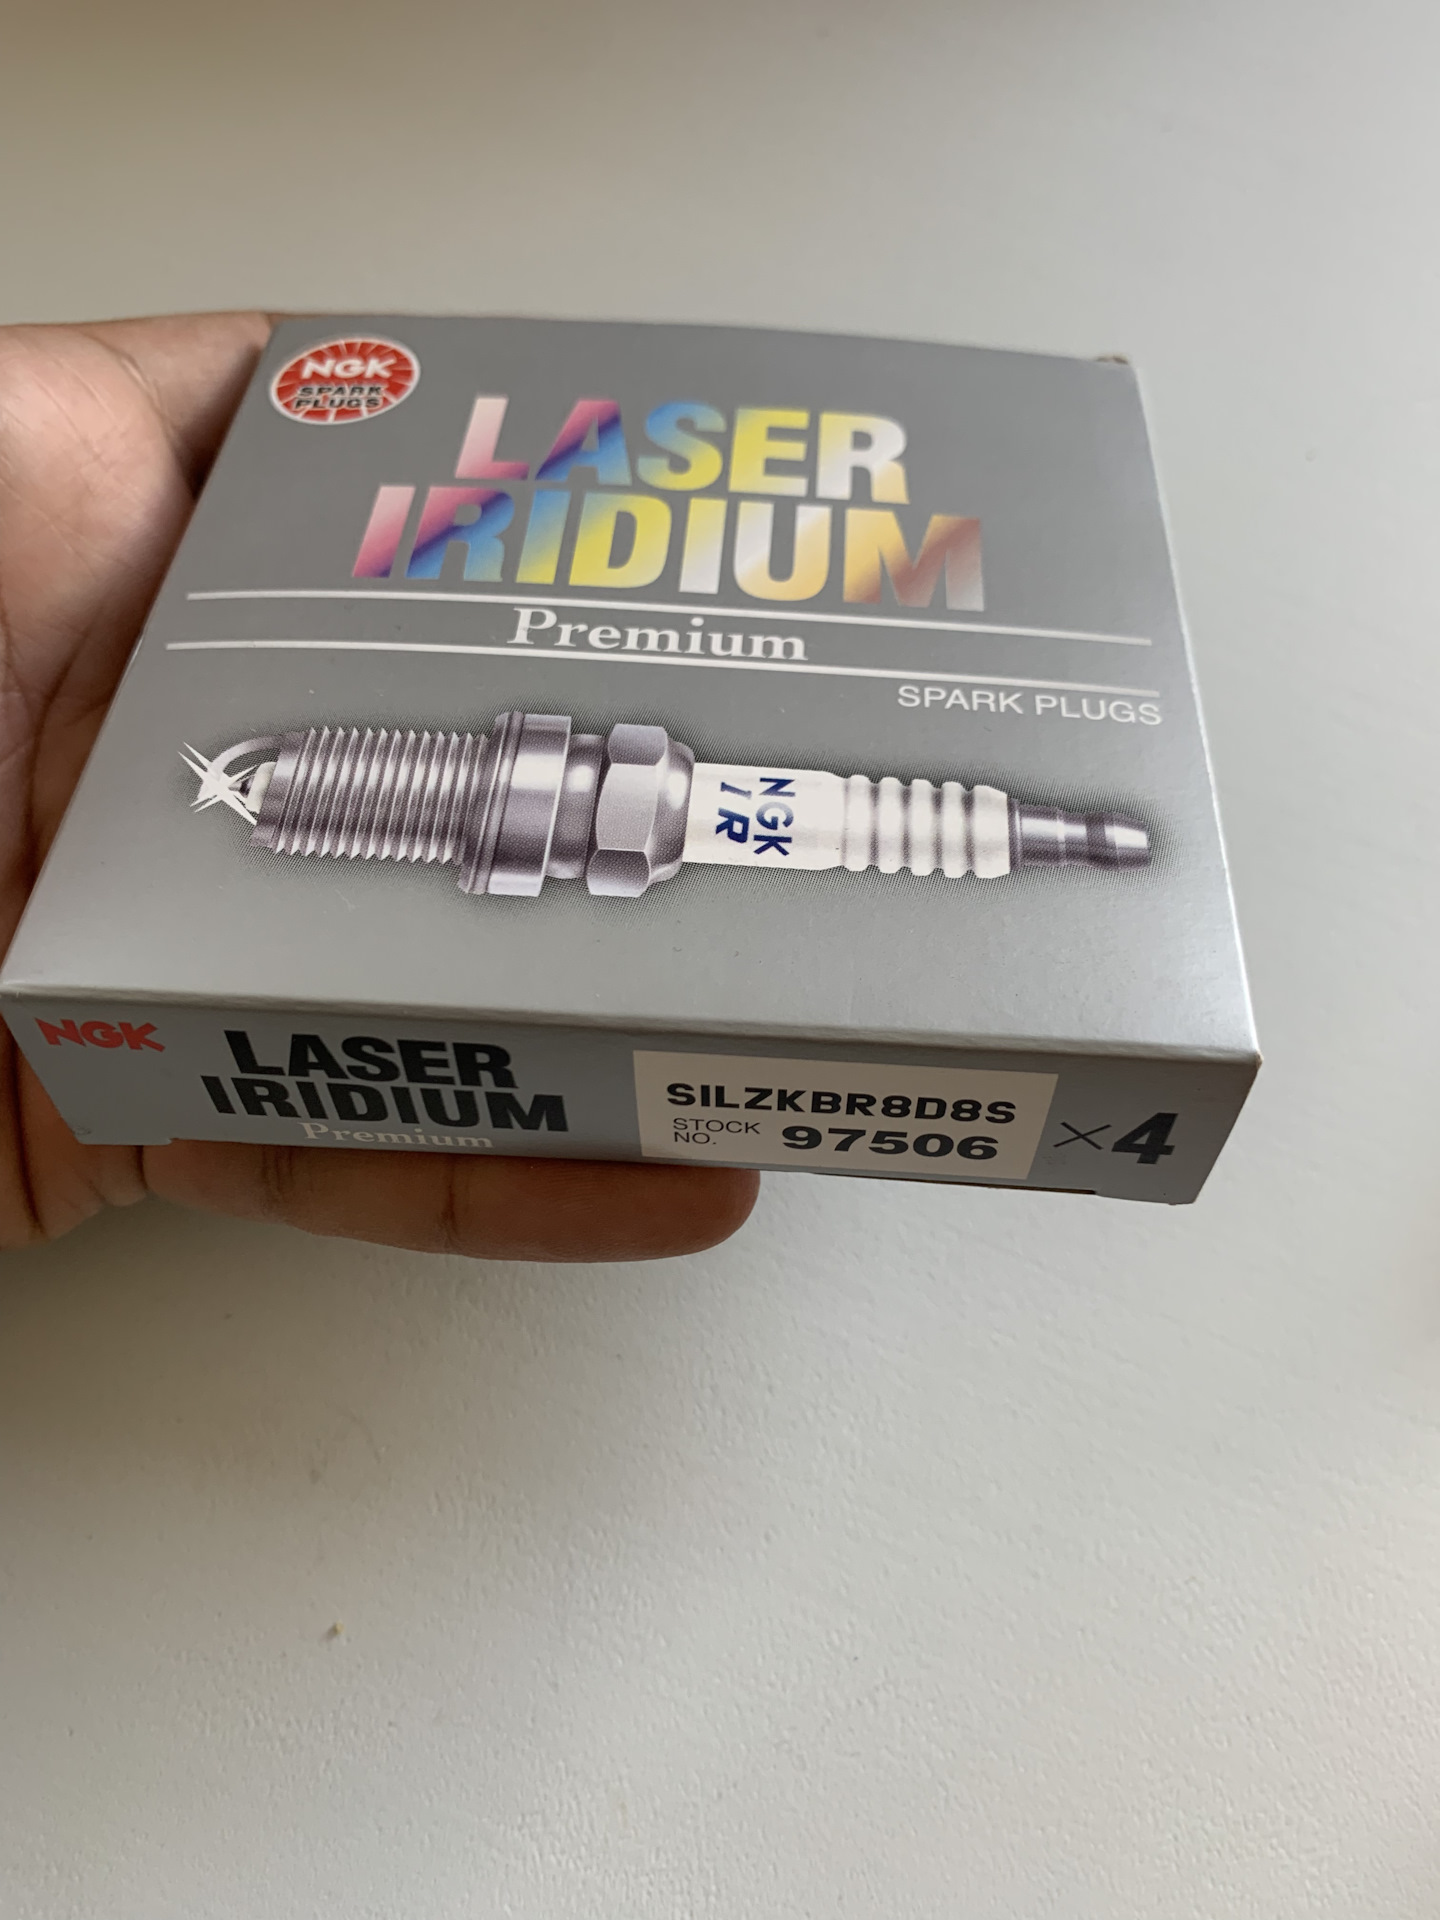 NGK
SPARK
PLUGS
LASER
IRIDIUM
Premium
SPARK PLUGS
NGK
IR
NGK
LASER
IRIDIUM
Premium
SILZKBR8D8S
STOCK
NO. 97506
×4